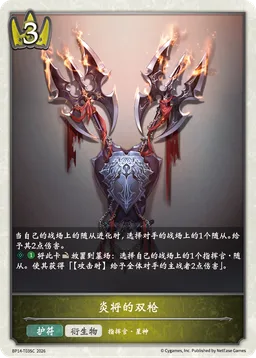 3
当自己的战场上的随从进化时，选择对手的战场上的1个随从。给
予其2点伤害。
1 将此卡 放置到墓场：选择自己的战场上的1个指挥官·随
从。使其获得『【攻击时】给予全体对手的主战者2点伤害』。
炎将的双枪
护符 衍生物 指挥官·星神
BP14-T09SC 2026 © Cygames, Inc. Published by NetEase Games